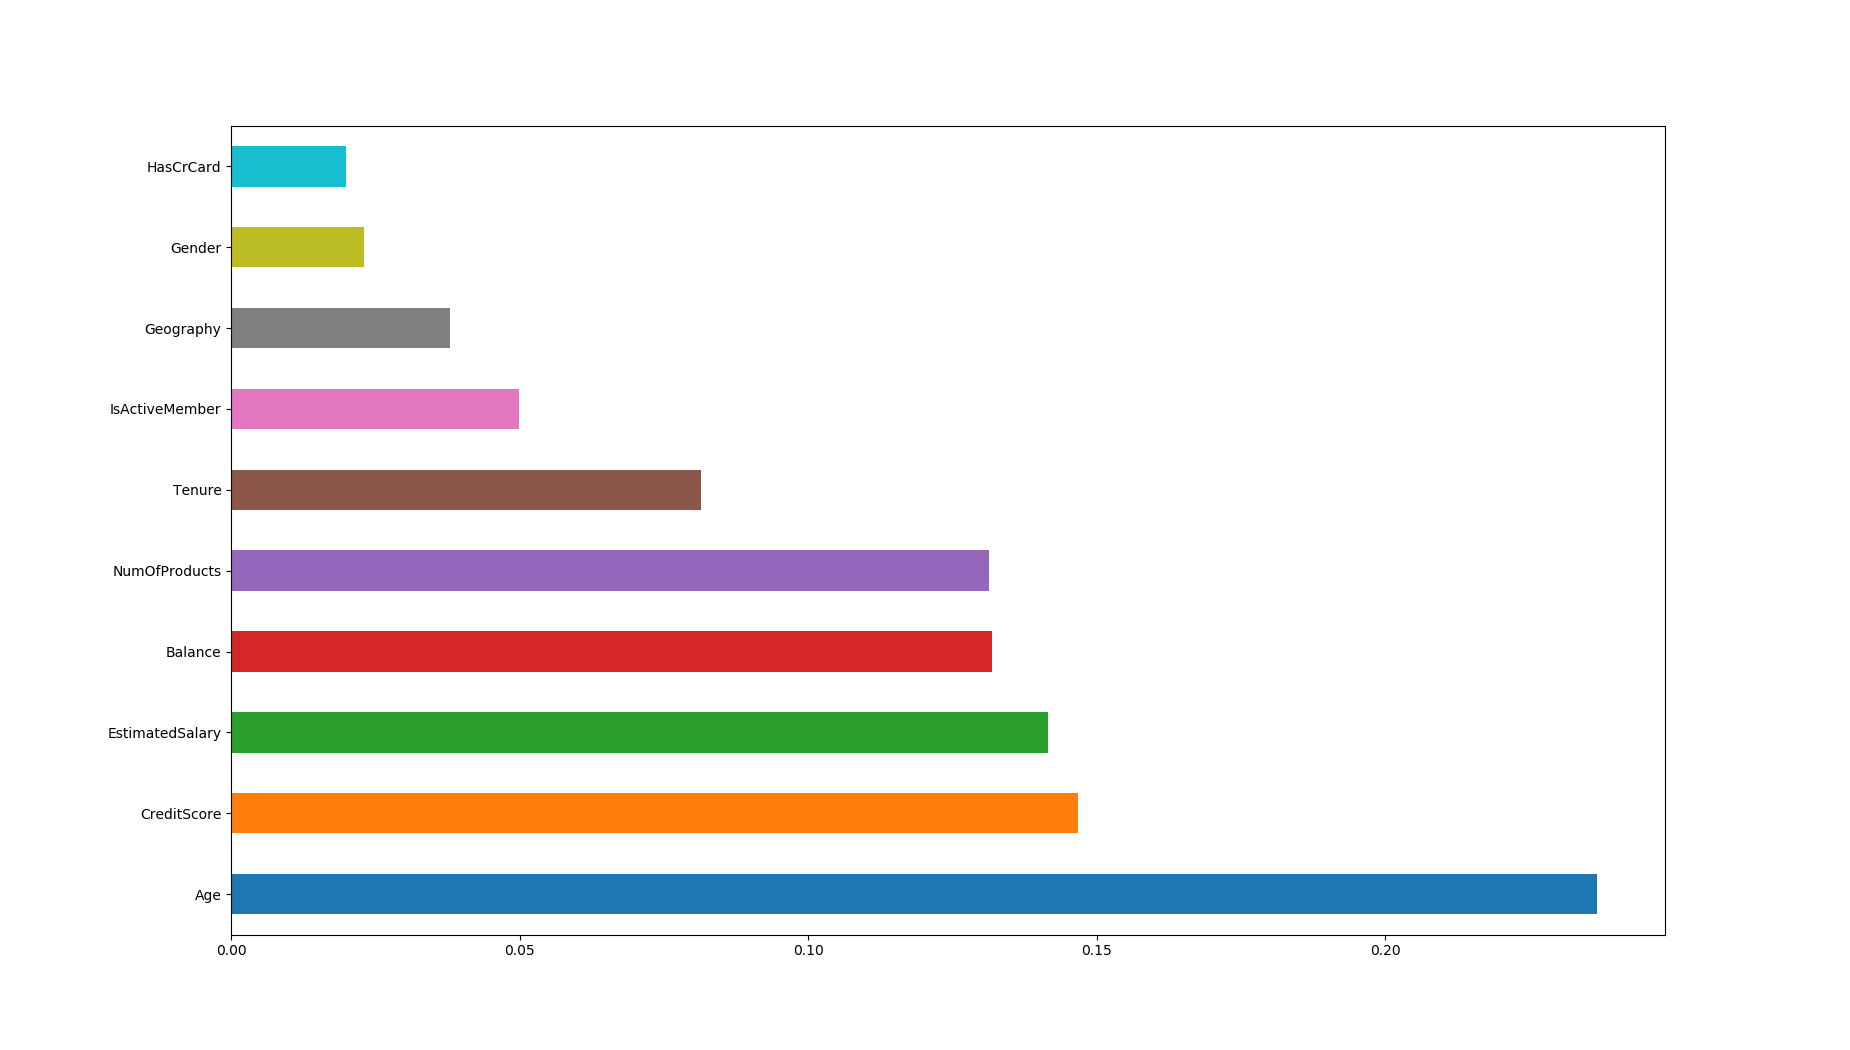 HasCrCard
Gender
Geography
IsActiveMember
Tenure
NumOfProducts
Balance
EstimatedSalary
CreditScore
Age
0.00 0.05 0.10 0.15 0.20